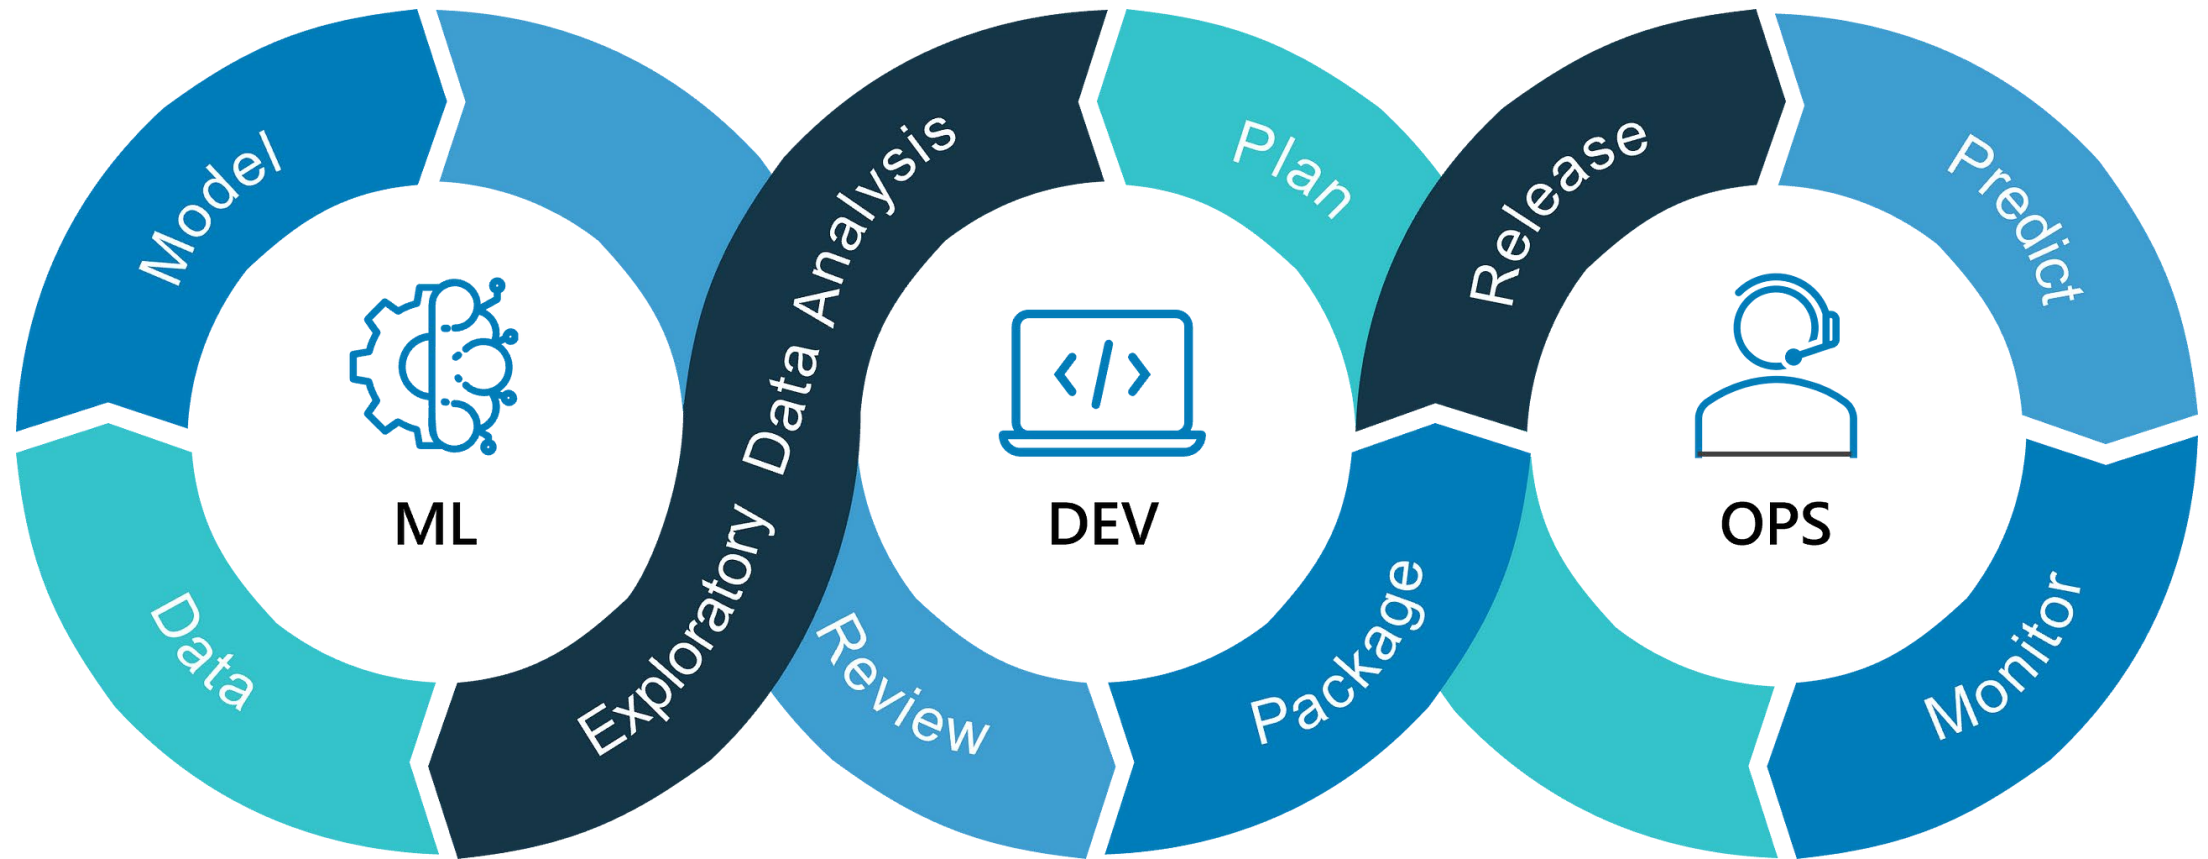 Model
Data
ML
Exploratory Data Analysis
Plan
Review
DEV
Package
Release
Predict
OPS
Monitor